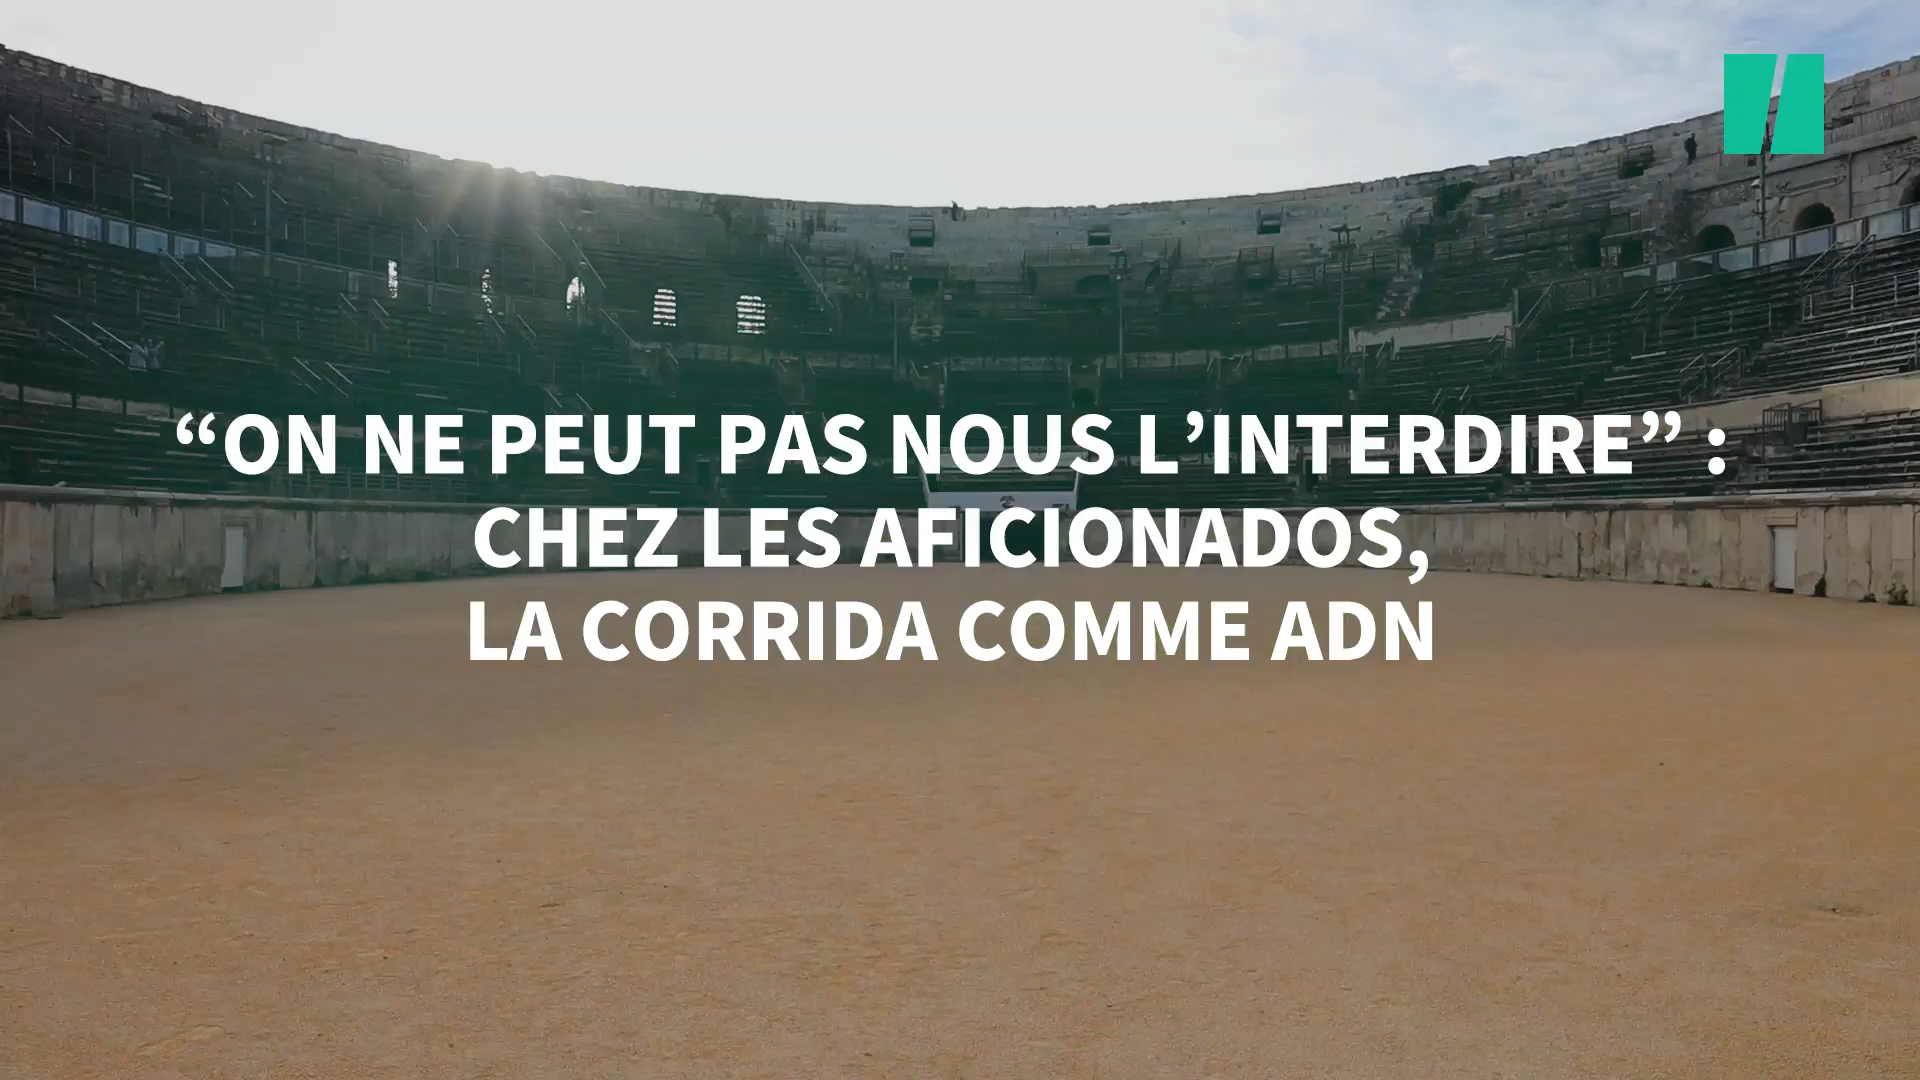 “ON NE PEUT PAS NOUS L’INTERDIRE” :
CHEZ LES AFICIONADOS,
LA CORRIDA COMME ADN